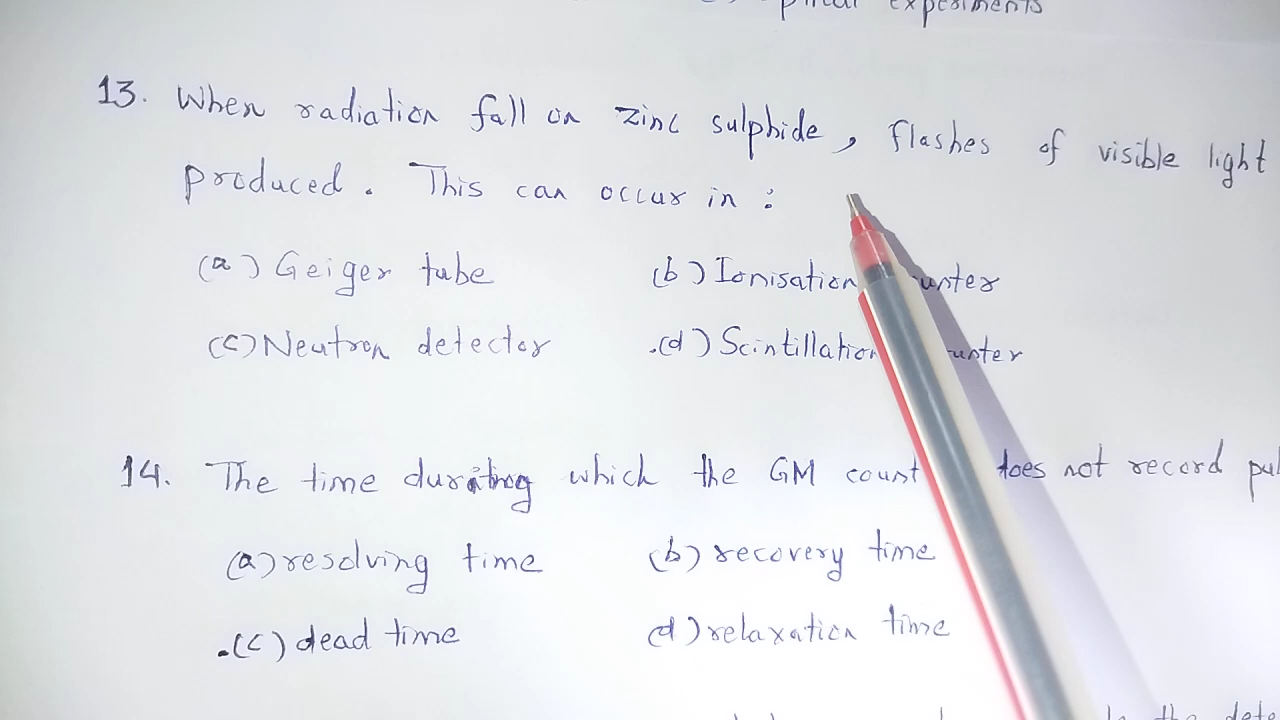 experiments
13. When radiation fall on zinc sulphide, flashes of visible light
produced. This can occur in :
(a) Geiger tube (b) Ionisation
(c) Neutron detector .(d) Scintillation
14. The time during which the GM count does not record
(a) resolving time (b) recovery time
.(c) dead time (d) relaxation time
the